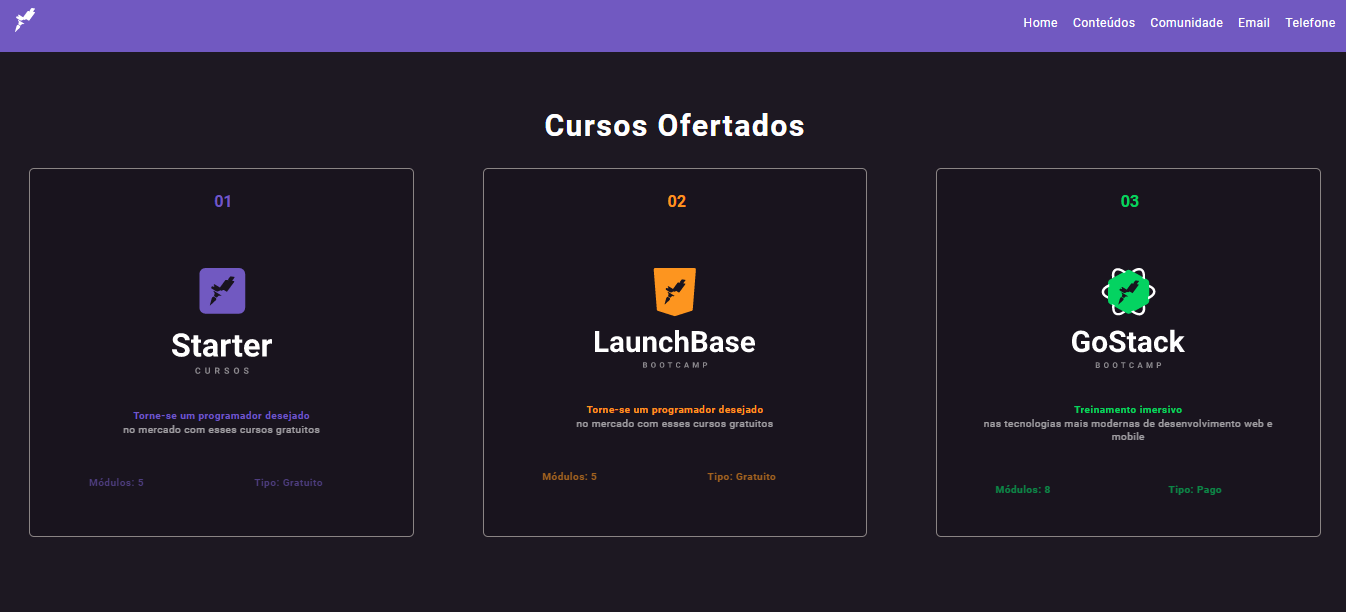 Home Conteúdos Comunidade Email Telefone
Cursos Ofertados
01
Starter
CURSOS
Torne-se um programador desejado
no mercado com esses cursos gratuitos
Módulos: 5 Tipo: Gratuito
02
LaunchBase
BOOTCAMP
Torne-se um programador desejado
no mercado com esses cursos gratuitos
Módulos: 5 Tipo: Gratuito
03
GoStack
BOOTCAMP
Treinamento imersivo
nas tecnologias mais modernas de desenvolvimento web e
mobile
Módulos: 8 Tipo: Pago